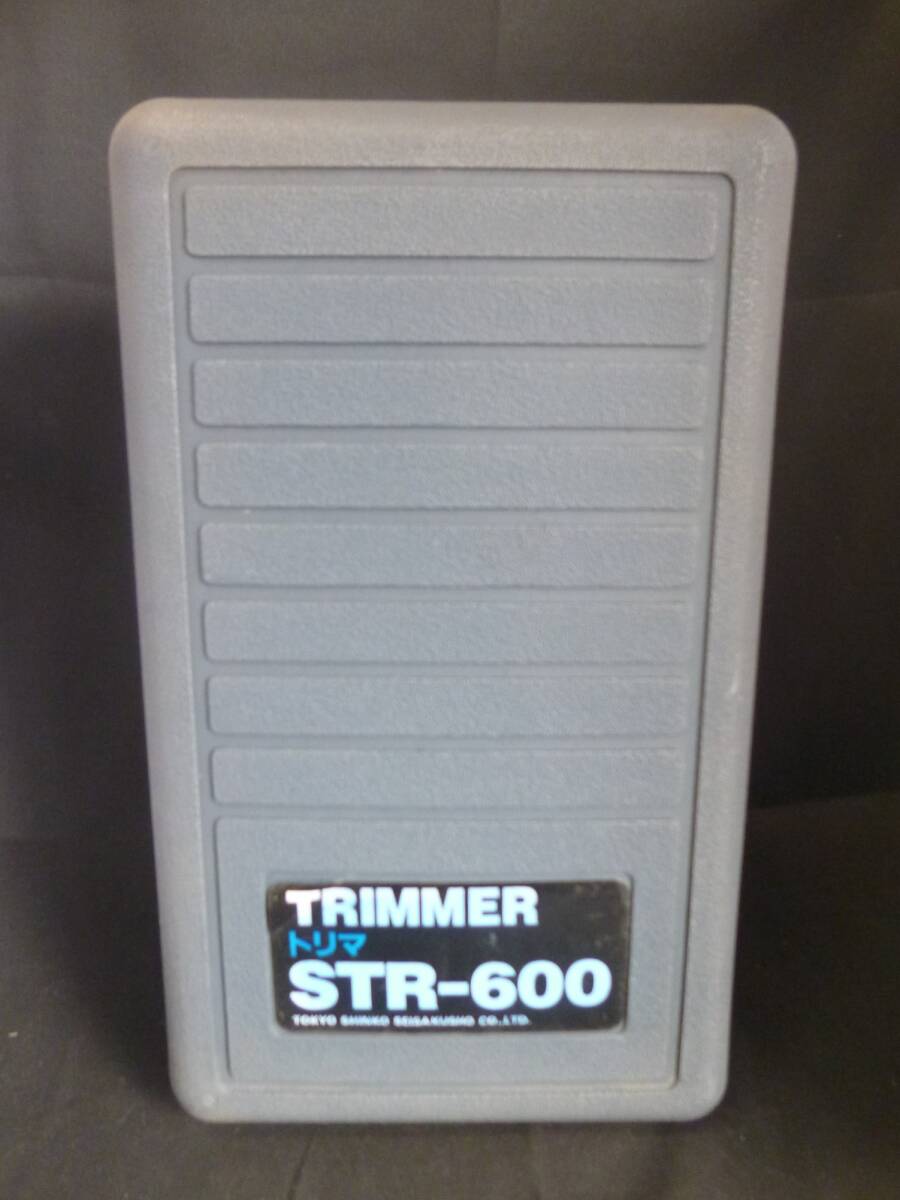 TRIMMER
トリマ
STR-600
TOKYO SHINKO SEISAKUSHO CO.,LTD.